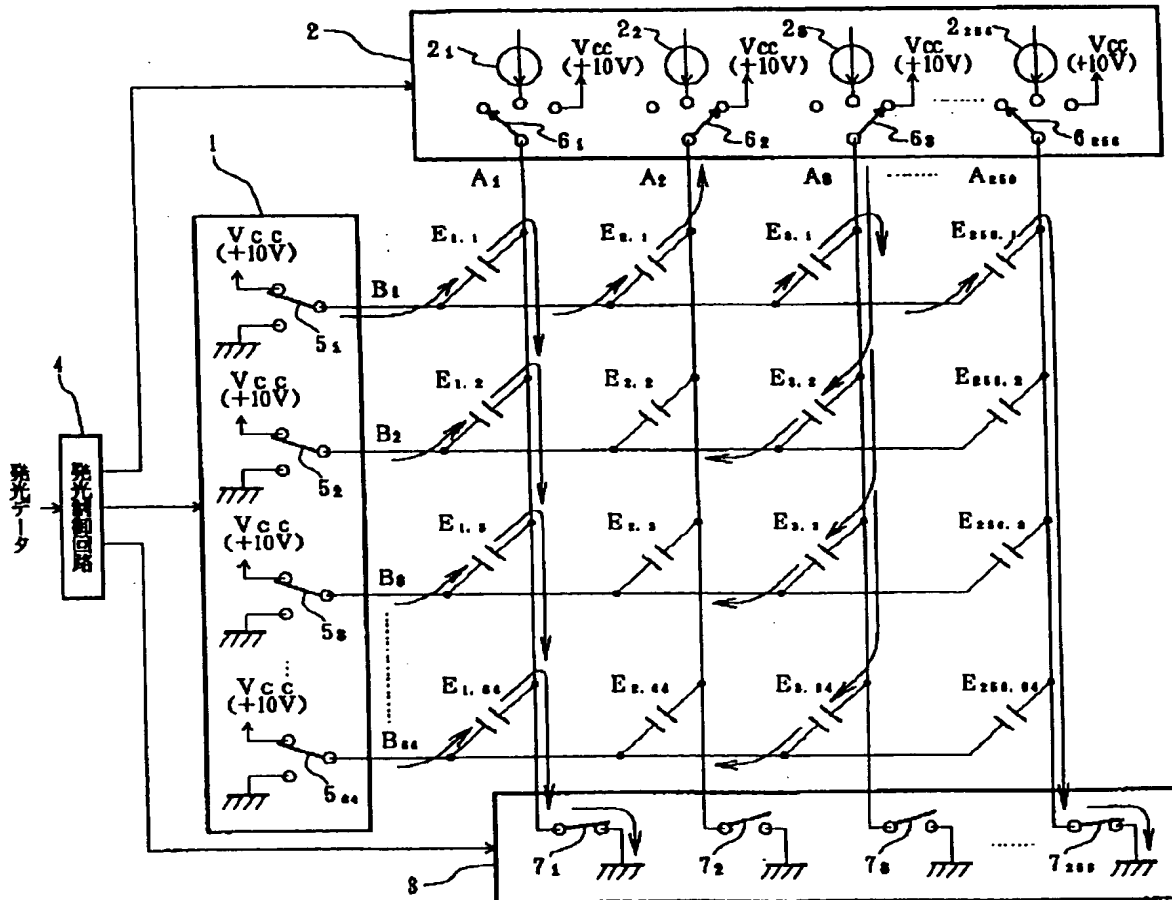 2
2₁
Vcc
(+10V)
2₂
Vcc
(+10V)
2₃
Vcc
(+10V)
2₂₅₆
Vcc
(+10V)
6₁
6₂
6₃
6₂₅₆
1
A₁
A₂
A₃
A₂₅₆
Vcc
(+10V)
B₁
5₁
E₁.₁
E₂.₁
E₃.₁
E₂₅₆.₁
4
発光データ
発光制御回路
Vcc
(+10V)
B₂
5₂
E₁.₂
E₂.₂
E₃.₂
E₂₅₆.₂
Vcc
(+10V)
B₃
5₃
E₁.₃
E₂.₃
E₃.₃
E₂₅₆.₃
Vcc
(+10V)
B₆₄
5₆₄
E₁.₆₄
E₂.₆₄
E₃.₆₄
E₂₅₆.₆₄
3
7₁
7₂
7₃
7₂₅₆